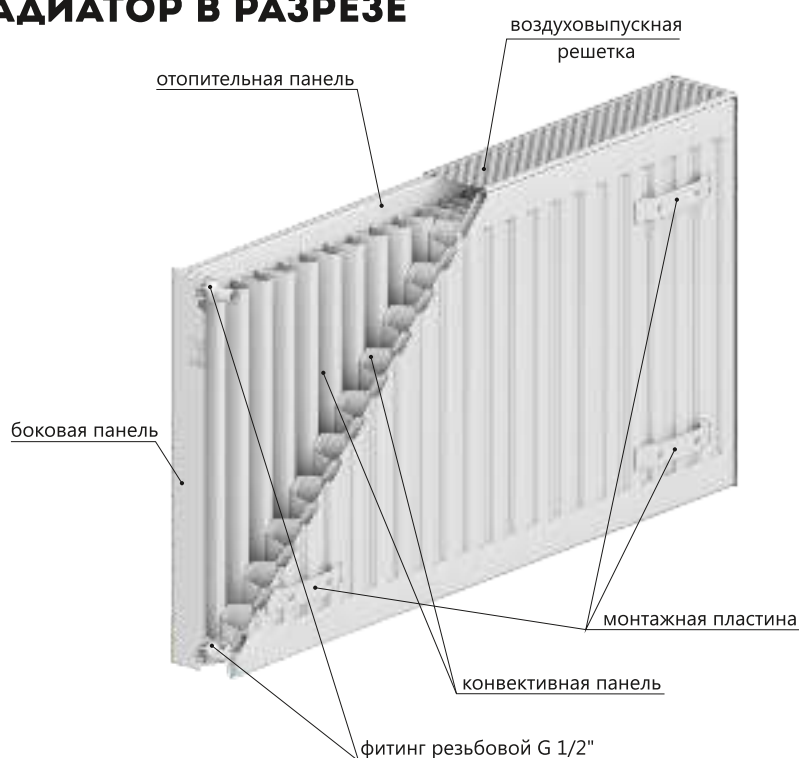 АДИАТОР В РАЗРЕЗЕ
воздуховыпускная
решетка
отопительная панель
боковая панель
монтажная пластина
конвективная панель
фитинг резьбовой G 1/2"